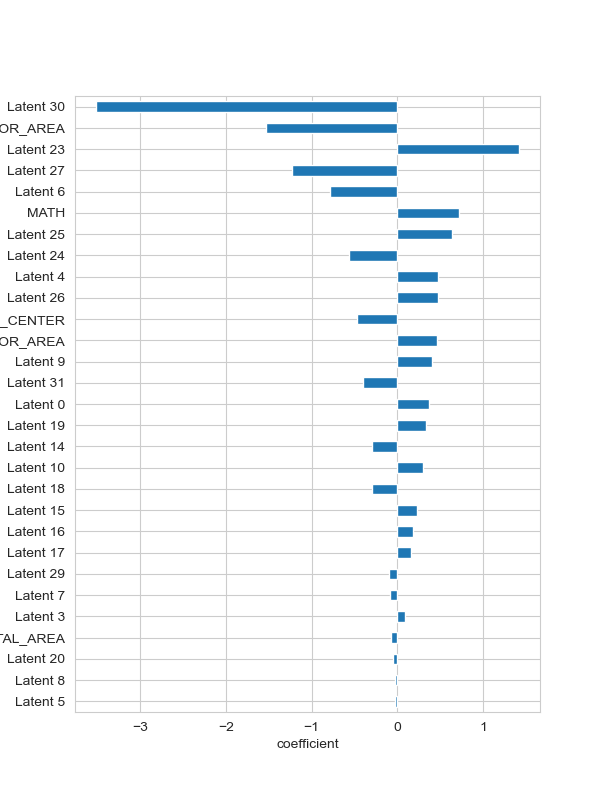 Latent 30
OR_AREA
Latent 23
Latent 27
Latent 6
MATH
Latent 25
Latent 24
Latent 4
Latent 26
_CENTER
OR_AREA
Latent 9
Latent 31
Latent 0
Latent 19
Latent 14
Latent 10
Latent 18
Latent 15
Latent 16
Latent 17
Latent 29
Latent 7
Latent 3
TAL_AREA
Latent 20
Latent 8
Latent 5
−3 −2 −1 0 1
coefficient